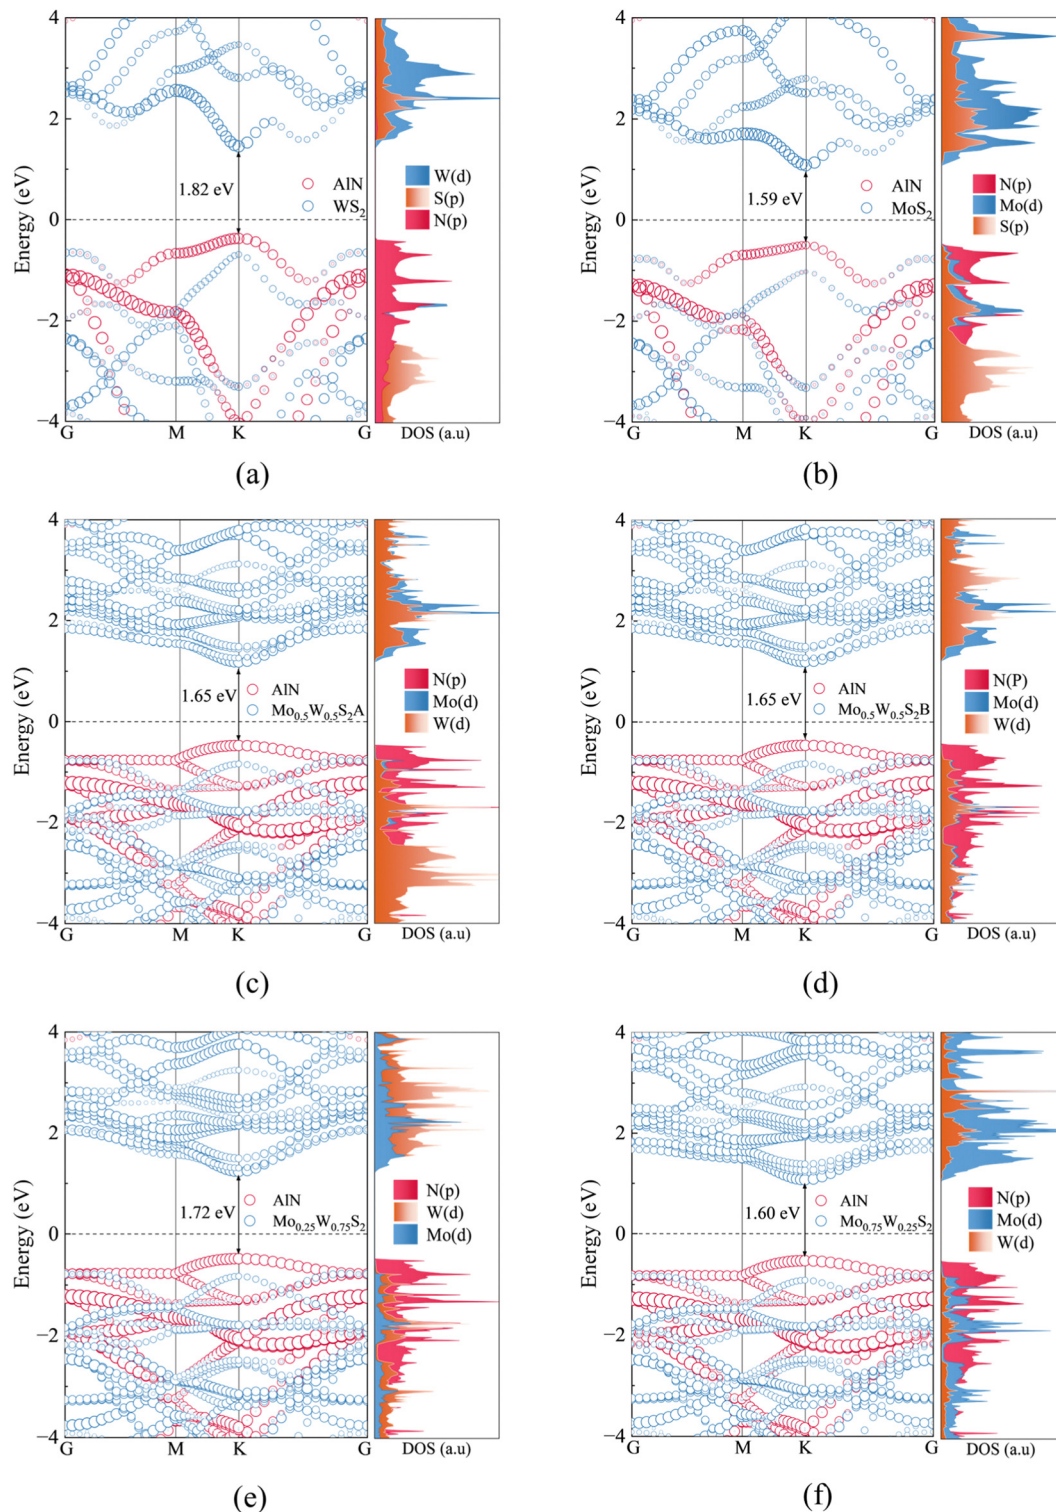 4
2
0
−2
−4
Energy (eV)
1.82 eV
AlN
WS₂
W(d)
S(p)
N(p)
G
M
K
G
DOS (a.u)
(a)
4
2
0
−2
−4
Energy (eV)
1.59 eV
AlN
MoS₂
N(p)
Mo(d)
S(p)
G
M
K
G
DOS (a.u)
(b)
4
2
0
−2
−4
Energy (eV)
1.65 eV
AlN
Mo₀.₅W₀.₅S₂A
N(p)
Mo(d)
W(d)
G
M
K
G
DOS (a.u)
(c)
4
2
0
−2
−4
Energy (eV)
1.65 eV
AlN
Mo₀.₅W₀.₅S₂B
N(P)
Mo(d)
W(d)
G
M
K
G
DOS (a.u)
(d)
4
2
0
−2
−4
Energy (eV)
1.72 eV
AlN
Mo₀.₂₅W₀.₇₅S₂
N(p)
W(d)
Mo(d)
G
M
K
G
DOS (a.u)
(e)
4
2
0
−2
−4
Energy (eV)
1.60 eV
AlN
Mo₀.₇₅W₀.₂₅S₂
N(p)
Mo(d)
W(d)
G
M
K
G
DOS (a.u)
(f)